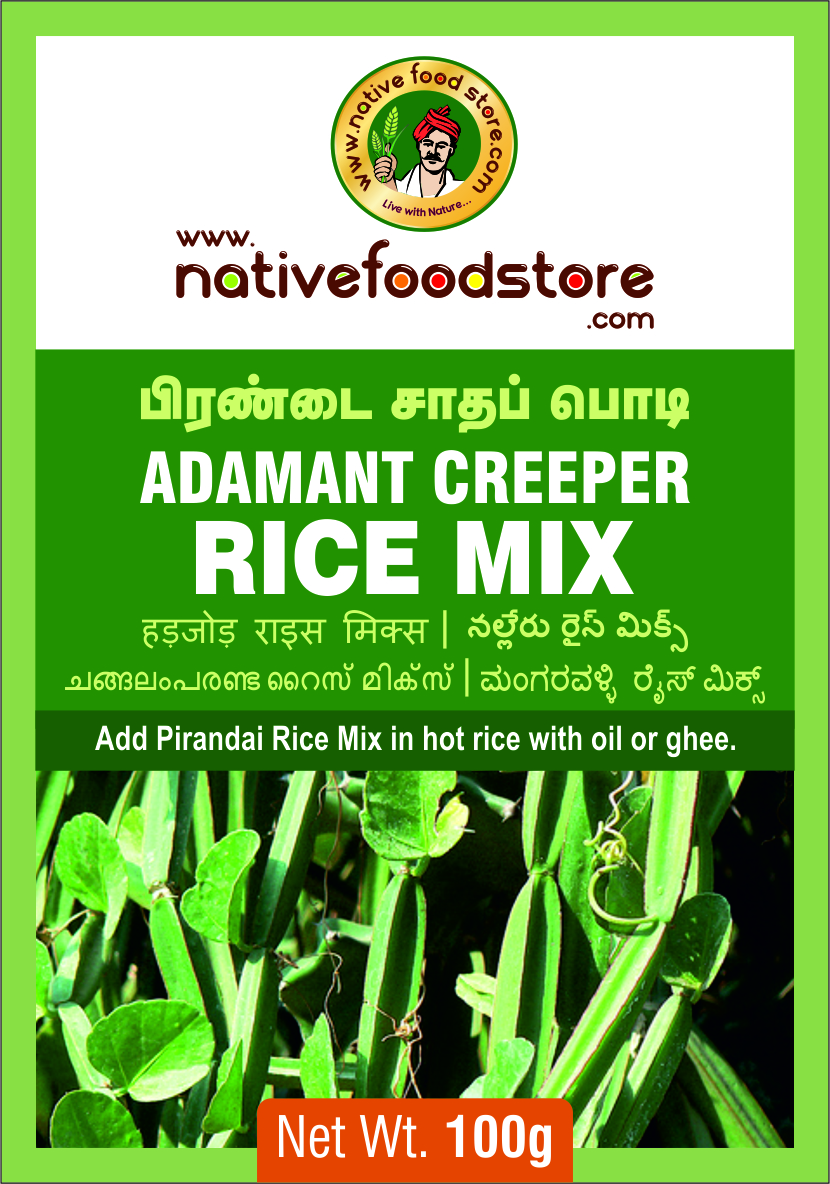 www.native food store.com
Live with Nature...
www.
nativefoodstore
.com
பிரண்டை சாதப் பொடி
ADAMANT CREEPER
RICE MIX
हड़जोड़ राइस मिक्स | నల్లేరు రైస్ మిక్స్
ചങ്ങലംപരണ്ട റൈസ് മിക്സ് | ಮಂಗರವಳ್ಳಿ ರೈಸ್ ಮಿಕ್ಸ್
Add Pirandai Rice Mix in hot rice with oil or ghee.
Net Wt. 100g